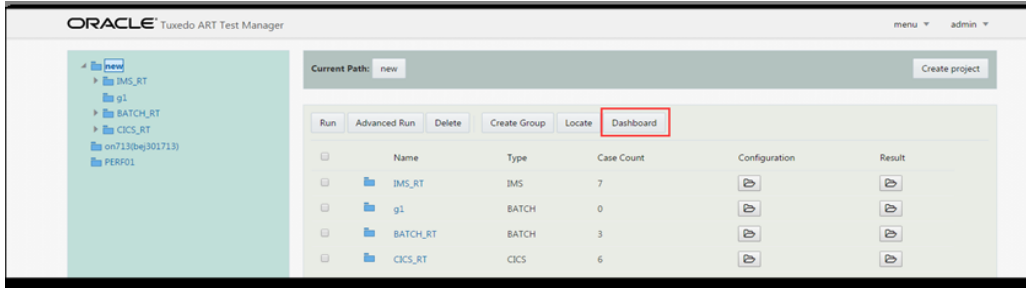 ORACLE Tuxedo ART Test Manager menu admin
new
IMS_RT
g1
BATCH_RT
CICS_RT
on713(bej301713)
PERF01
Current Path: new Create project
Run Advanced Run Delete Create Group Locate Dashboard
Name Type Case Count Configuration Result
IMS_RT IMS 7
g1 BATCH 0
BATCH_RT BATCH 3
CICS_RT CICS 6